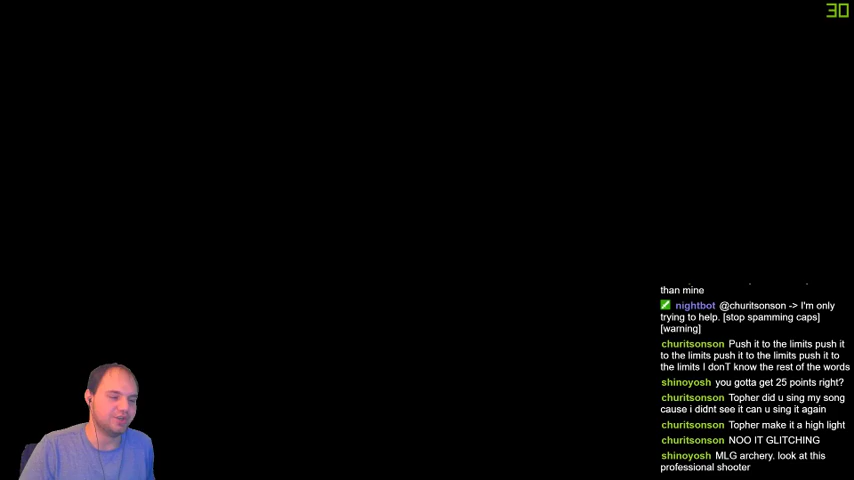 30
than mine
nightbot @churitsonson -> I'm only
trying to help. [stop spamming caps]
[warning]
churitsonson Push it to the limits push it
to the limits push it to the limits push it to
the limits I donT know the rest of the words
shinoyosh you gotta get 25 points right?
churitsonson Topher did u sing my song
cause i didnt see it can u sing it again
churitsonson Topher make it a high light
churitsonson NOO IT GLITCHING
shinoyosh MLG archery. look at this
professional shooter